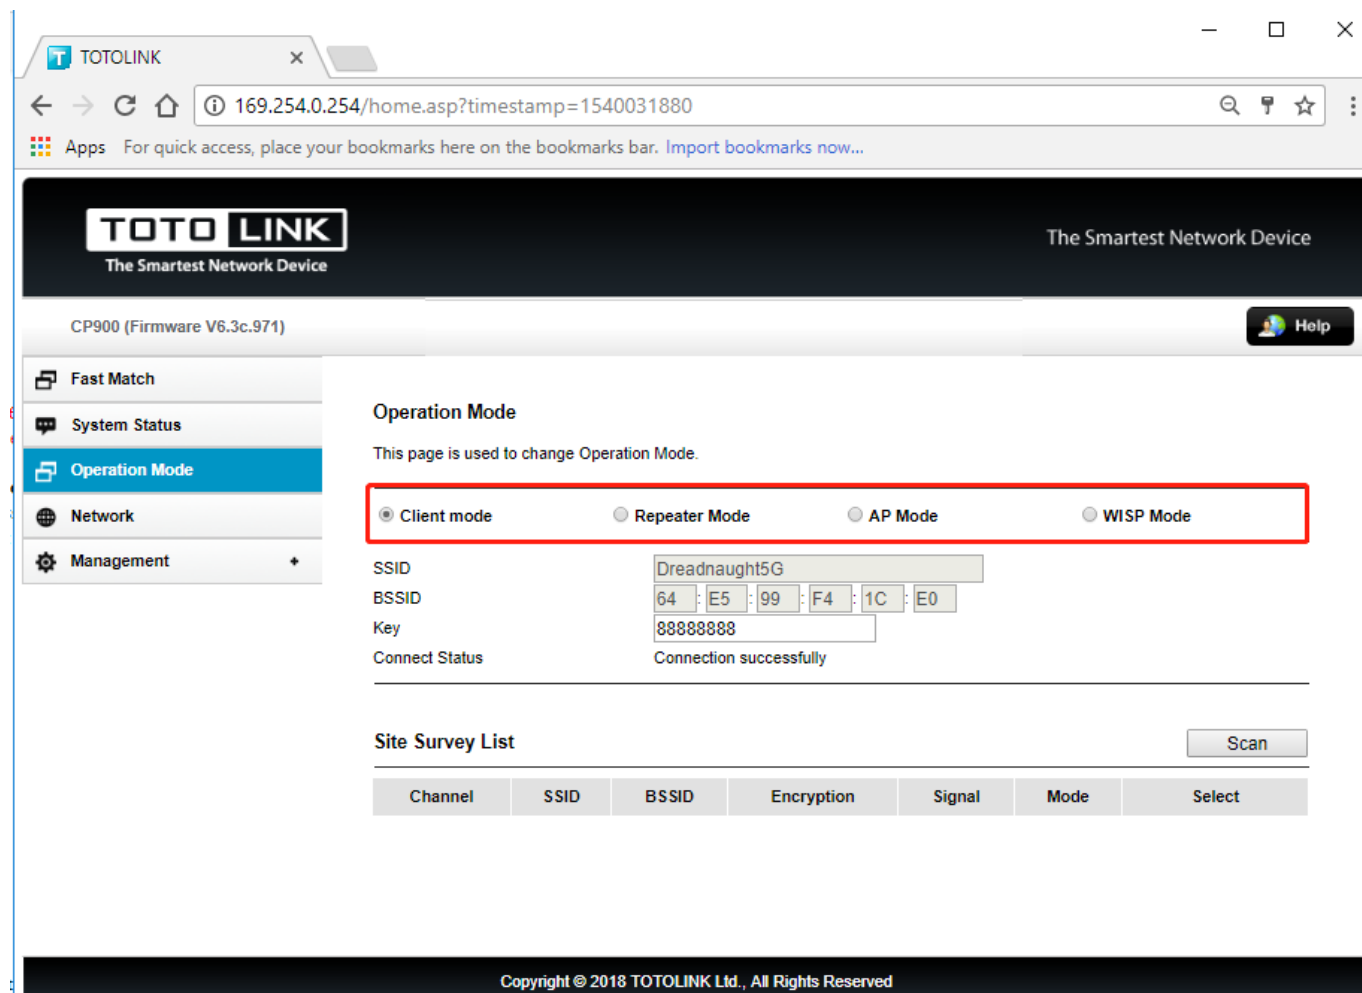 TOTOLINK
169.254.0.254/home.asp?timestamp=1540031880
Apps For quick access, place your bookmarks here on the bookmarks bar. Import bookmarks now...
TOTO LINK
The Smartest Network Device
The Smartest Network Device
CP900 (Firmware V6.3c.971)
Help
Fast Match
System Status
Operation Mode
Network
Management
Operation Mode
This page is used to change Operation Mode.
Client mode Repeater Mode AP Mode WISP Mode
SSID Dreadnaught5G
BSSID 64 : E5 : 99 : F4 : 1C : E0
Key 88888888
Connect Status Connection successfully
Site Survey List Scan
Channel SSID BSSID Encryption Signal Mode Select
Copyright © 2018 TOTOLINK Ltd., All Rights Reserved